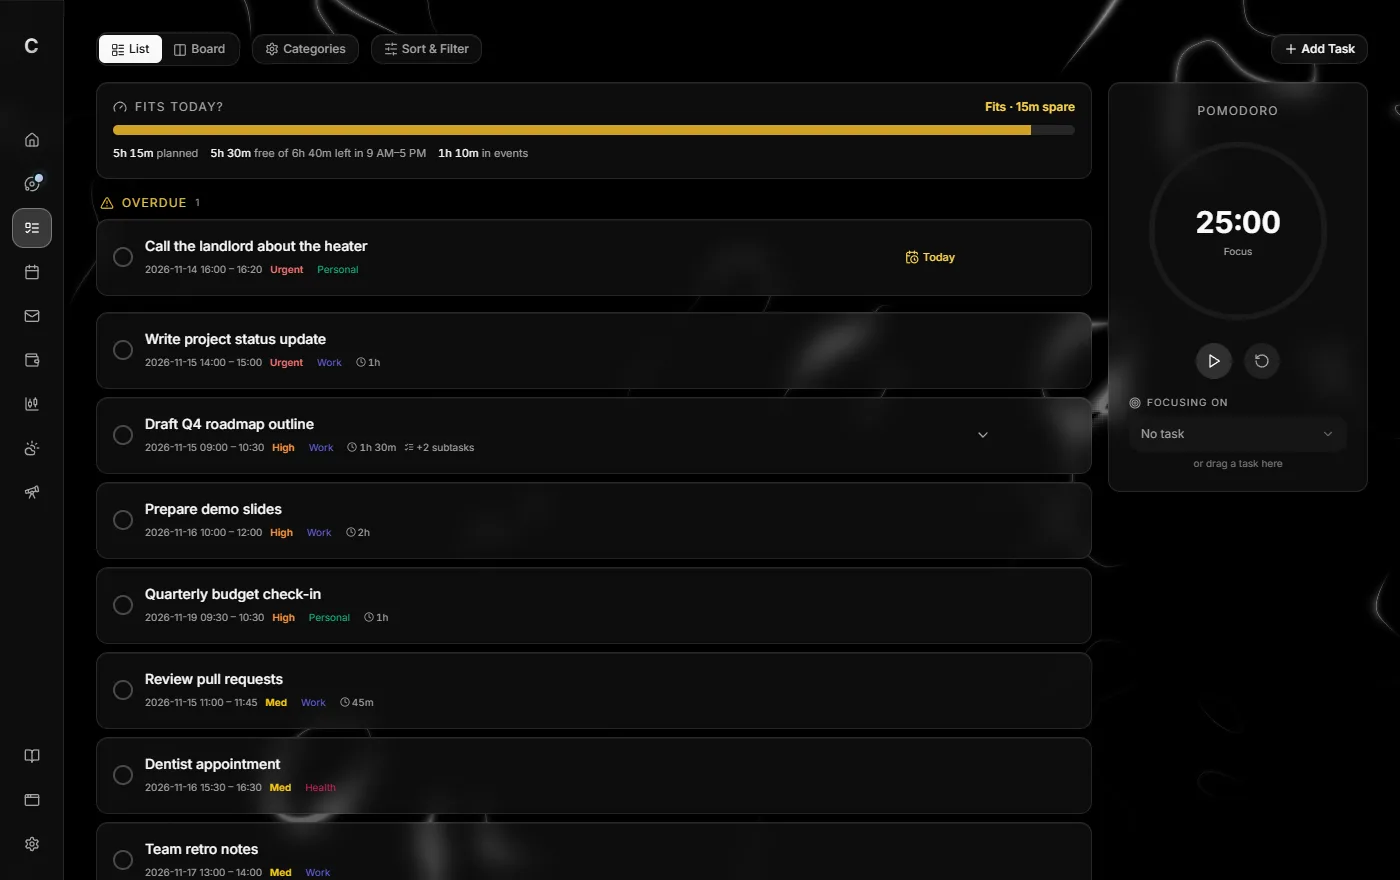 C
List
Board
Categories
Sort & Filter
Add Task
FITS TODAY?
Fits · 15m spare
5h 15m planned 5h 30m free of 6h 40m left in 9 AM–5 PM 1h 10m in events
OVERDUE 1
Call the landlord about the heater
2026-11-14 16:00 – 16:20 Urgent Personal
Today
Write project status update
2026-11-15 14:00 – 15:00 Urgent Work 1h
Draft Q4 roadmap outline
2026-11-15 09:00 – 10:30 High Work 1h 30m +2 subtasks
Prepare demo slides
2026-11-16 10:00 – 12:00 High Work 2h
Quarterly budget check-in
2026-11-19 09:30 – 10:30 High Personal 1h
Review pull requests
2026-11-15 11:00 – 11:45 Med Work 45m
Dentist appointment
2026-11-16 15:30 – 16:30 Med Health
Team retro notes
2026-11-17 13:00 – 14:00 Med Work
POMODORO
25:00
Focus
FOCUSING ON
No task
or drag a task here